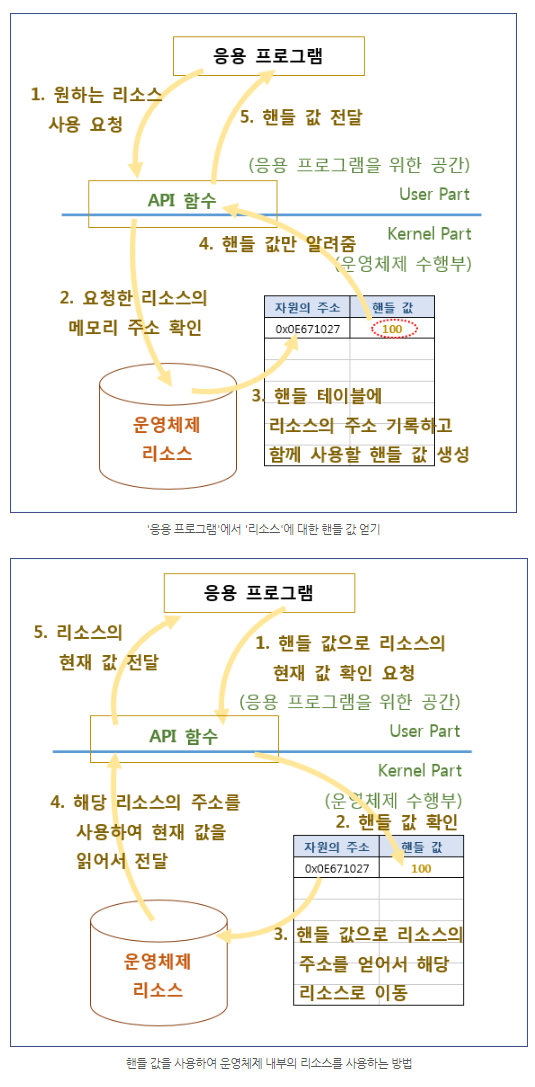 응용 프로그램
1. 원하는 리소스
사용 요청
5. 핸들 값 전달
(응용 프로그램을 위한 공간)
API 함수
User Part
Kernel Part
4. 핸들 값만 알려줌
(운영체제 수행부)
2. 요청한 리소스의
메모리 주소 확인
자원의 주소 핸들 값
0x0E671027 100
3. 핸들 테이블에
리소스의 주소 기록하고
함께 사용할 핸들 값 생성
운영체제
리소스
'응용 프로그램'에서 '리소스'에 대한 핸들 값 얻기
응용 프로그램
5. 리소스의
현재 값 전달
1. 핸들 값으로 리소스의
현재 값 확인 요청
(응용 프로그램을 위한 공간)
API 함수
User Part
Kernel Part
4. 해당 리소스의 주소를
사용하여 현재 값을
읽어서 전달
(운영체제 수행부)
2. 핸들 값 확인
자원의 주소 핸들 값
0x0E671027 100
3. 핸들 값으로 리소스의
주소를 얻어서 해당
리소스로 이동
운영체제
리소스
핸들 값을 사용하여 운영체제 내부의 리소스를 사용하는 방법